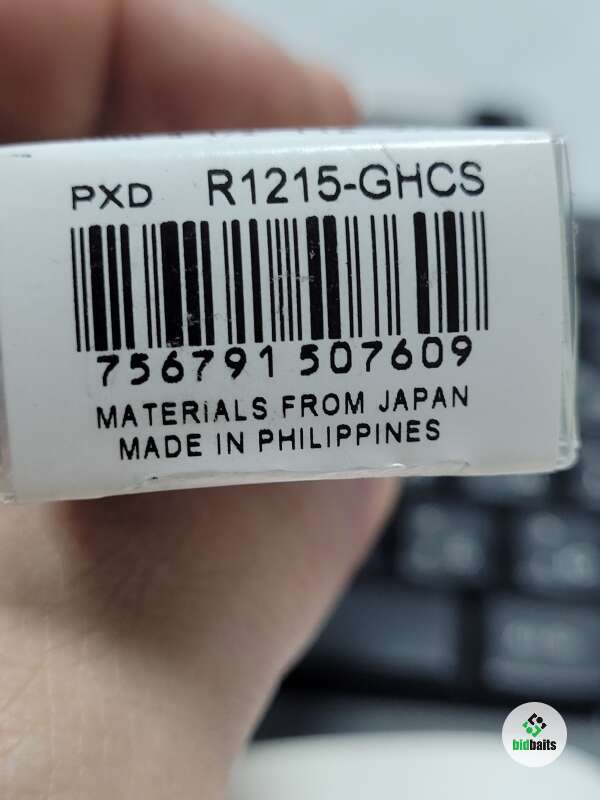 PXD R1215-GHCS
756791 507609
MATERIALS FROM JAPAN
MADE IN PHILIPPINES
bidbaits